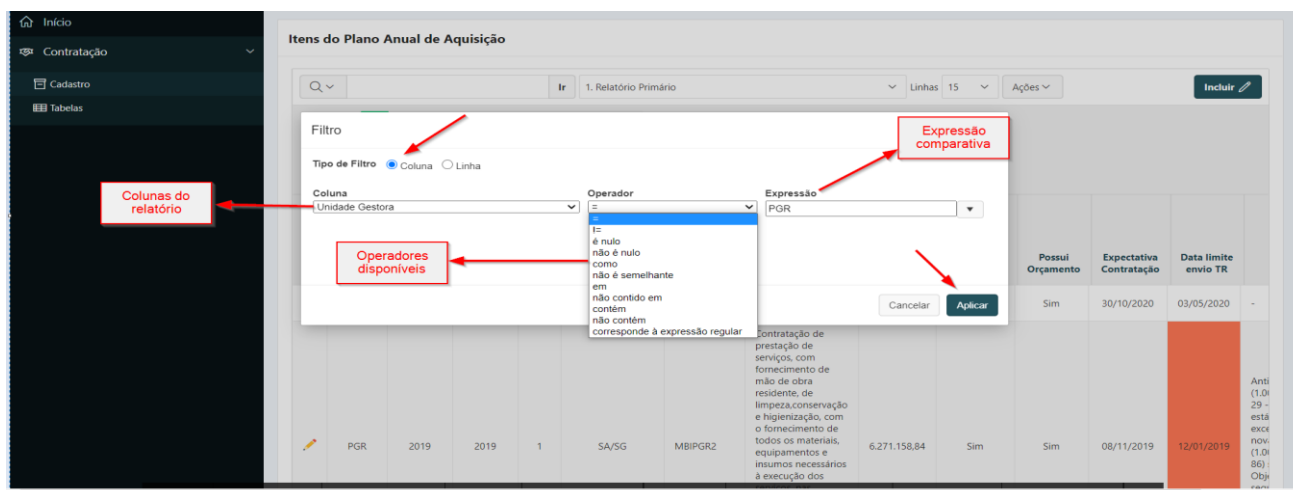 Início
Contratação
Cadastro
Tabelas
Itens do Plano Anual de Aquisição
Ir
1. Relatório Primário
Linhas 15
Ações
Incluir
Filtro
Expressão
comparativa
Tipo de Filtro Coluna Linha
Colunas do
relatório
Coluna Operador Expressão
Unidade Gestora = PGR
=
!=
é nulo
não é nulo
como
não é semelhante
em
não contido em
contém
não contém
corresponde à expressão regular
Operadores
disponíveis
Cancelar Aplicar
Possui
Orçamento
Expectativa
Contratação
Data limite
envio TR
Sim 30/10/2020 03/05/2020 -
PGR 2019 2019 1 SA/SG MBIPGR2
Contratação de
prestação de
serviços, com
fornecimento de
mão de obra
residente, de
limpeza,conservação
e higienização, com
o fornecimento de
todos os materiais,
equipamentos e
insumos necessários
à execução dos
6.271.158,84 Sim Sim 08/11/2019 12/01/2019
Anti
29 -
está
exce
86)
Obj